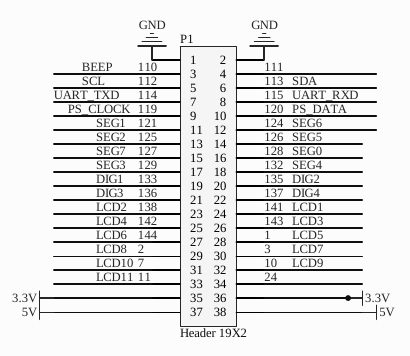 GND GND
P1
1 2
BEEP 110 3 4 111
SCL 112 5 6 113 SDA
UART_TXD 114 7 8 115 UART_RXD
PS_CLOCK 119 9 10 120 PS_DATA
SEG1 121 11 12 124 SEG6
SEG2 125 13 14 126 SEG5
SEG7 127 15 16 128 SEG0
SEG3 129 17 18 132 SEG4
DIG1 133 19 20 135 DIG2
DIG3 136 21 22 137 DIG4
LCD2 138 23 24 141 LCD1
LCD4 142 25 26 143 LCD3
LCD6 144 27 28 1 LCD5
LCD8 2 29 30 3 LCD7
LCD10 7 31 32 10 LCD9
LCD11 11 33 34 24
3.3V 35 36 3.3V
5V 37 38 5V
Header 19X2